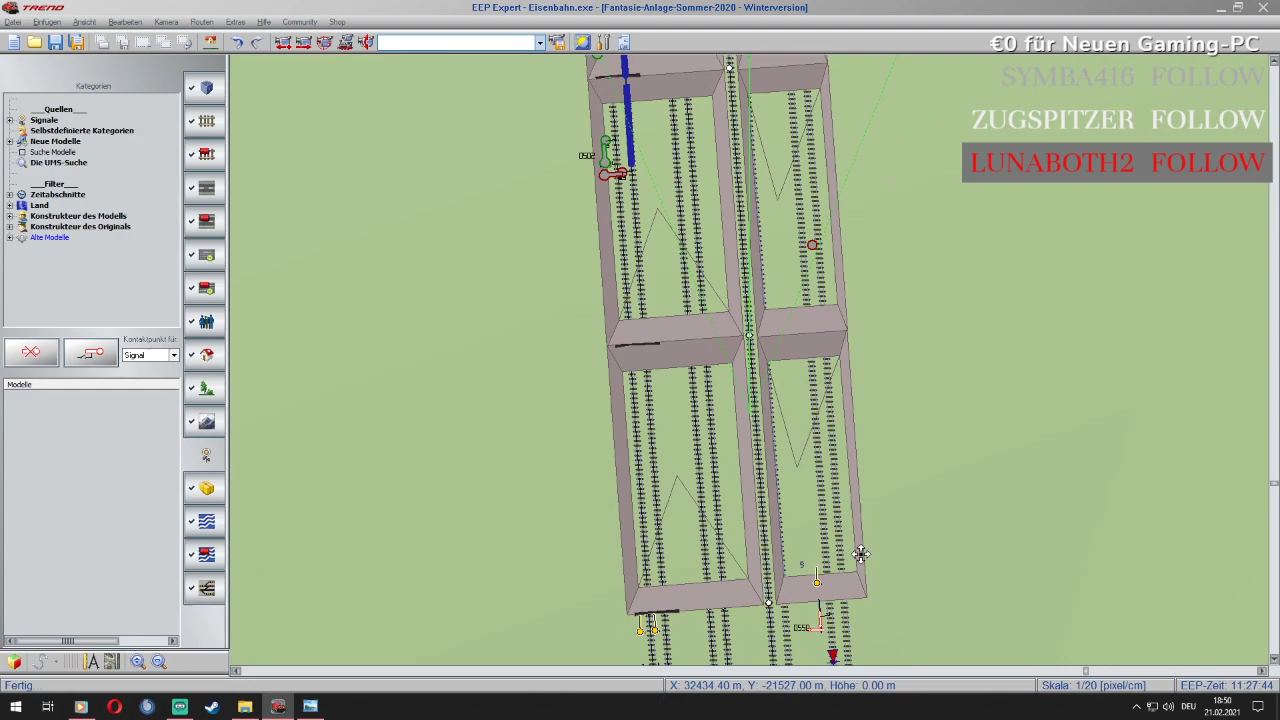 TREND
EEP Expert - Eisenbahn.exe - [Fantasie-Anlage-Sommer-2020 - Winterversion]
Datei Einfügen Ansicht Bearbeiten Kamera Routen Extras Hilfe Community Shop
€0 für Neuen Gaming-PC
SYMBA416 FOLLOW
ZUGSPITZER FOLLOW
LUNABOTH2 FOLLOW
Kategorien
___Quellen___
Signale
Selbstdefinierte Kategorien
Neue Modelle
Suche Modelle
Die UMS-Suche
___Filter___
Zeitabschnitte
Land
Konstrukteur des Modells
Konstrukteur des Originals
Alte Modelle
Kontaktpunkt für:
Signal
Modelle
0502
9
0550
Fertig
X: 32434.40 m, Y: -21527.00 m, Höhe: 0.00 m
Skala: 1/20 [pixel/cm]
EEP-Zeit: 11:27:44
DEU
18:50
21.02.2021